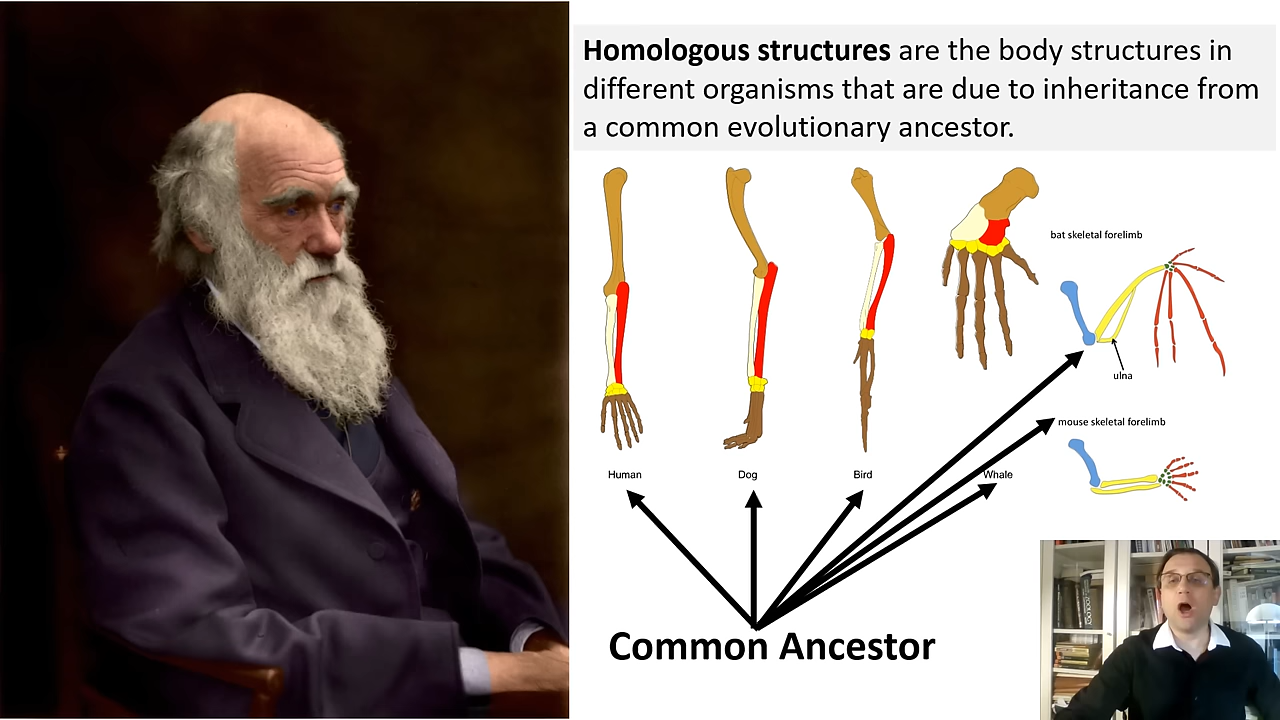 Homologous structures are the body structures in
different organisms that are due to inheritance from
a common evolutionary ancestor.
bat skeletal forelimb
ulna
mouse skeletal forelimb
Human
Dog
Bird
Whale
Common Ancestor